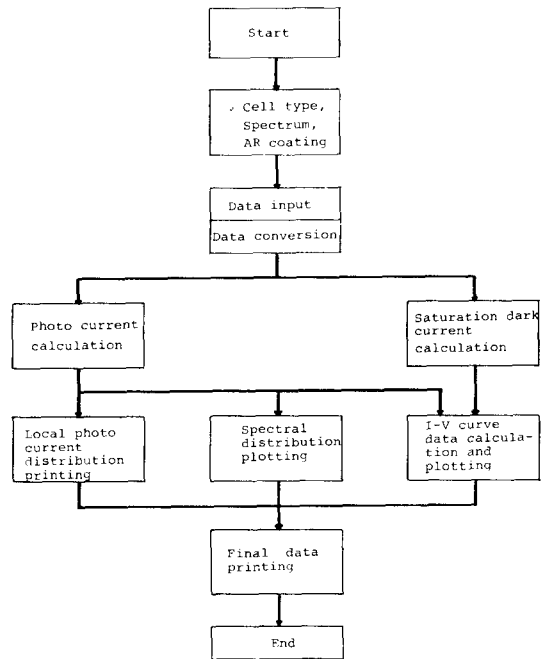 Start
Cell type,
Spectrum,
AR coating
Data input
Data conversion
Photo current
calculation
Saturation dark
current
calculation
Local photo
current
distribution
printing
Spectral
distribution
plotting
I-V curve
data calcula-
tion and
plotting
Final data
printing
End